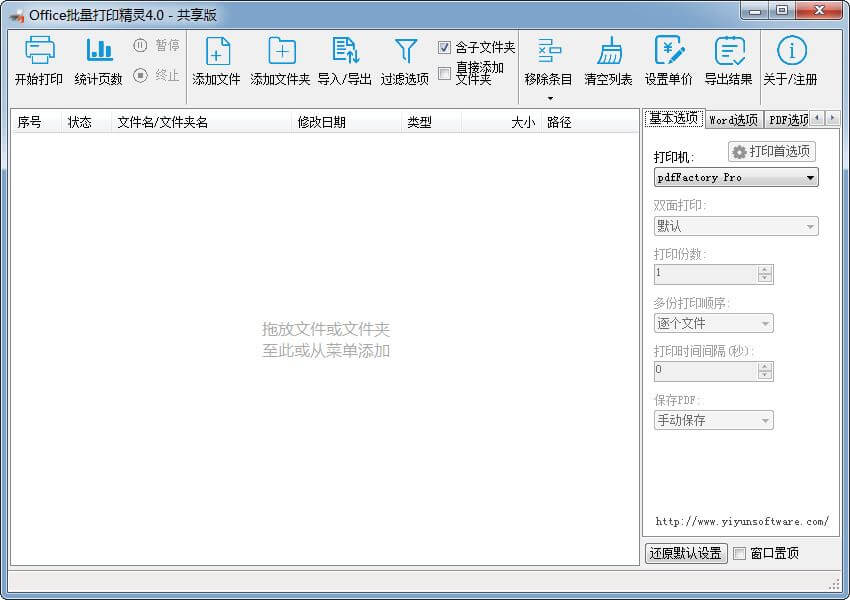 Office批量打印精灵4.0 - 共享版
开始打印
统计页数
暂停
终止
添加文件
添加文件夹
导入/导出
过滤选项
含子文件夹
直接添加
文件夹
移除条目
清空列表
设置单价
导出结果
关于/注册
序号 状态 文件名/文件夹名 修改日期 类型 大小 路径
拖放文件或文件夹
至此或从菜单添加
基本选项 Word选项 PDF选项
打印机: 打印首选项
pdfFactory Pro
双面打印:
默认
打印份数:
1
多份打印顺序:
逐个文件
打印时间间隔(秒):
0
保存PDF:
手动保存
http://www.yiyunsoftware.com/
还原默认设置 窗口置顶